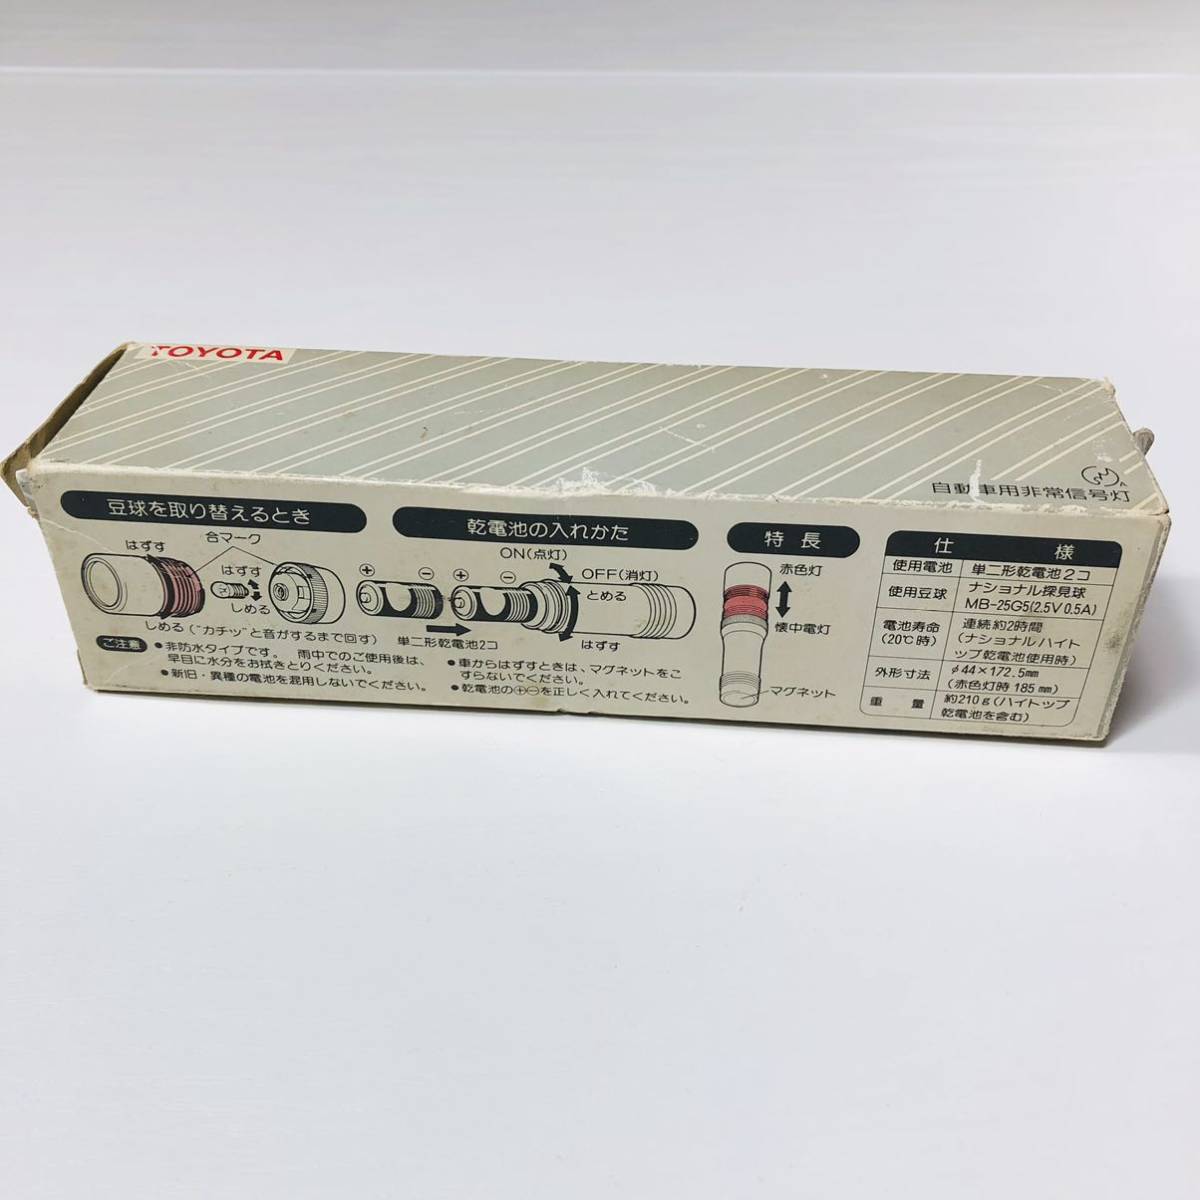 TOYOTA
自動車用非常信号灯
豆球を取り替えるとき
はずす
合マーク
はずす
しめる
しめる("カチッ"と音がするまで回す)
乾電池の入れかた
ON(点灯)
OFF(消灯)
とめる
はずす
⊕ ⊖ ⊕ ⊖
単二形乾電池2コ
ご注意
•非防水タイプです。 雨中でのご使用後は、
早目に水分をお拭きとりください。
•新旧・異種の電池を混用しないでください。
•車からはずすときは、マグネットをこ
すらないでください。
•乾電池の⊕⊖を正しく入れてください。
特長
赤色灯
懐中電灯
マグネット
仕様
使用電池 単二形乾電池2コ
使用豆球 ナショナル探見球
MB-25G5(2.5V 0.5A)
電池寿命 連続約2時間
(20℃時) (ナショナルハイト
ップ乾電池使用時)
外形寸法 φ44×172.5㎜
(赤色灯時 185㎜)
重量 約210g(ハイトップ
乾電池を含む)